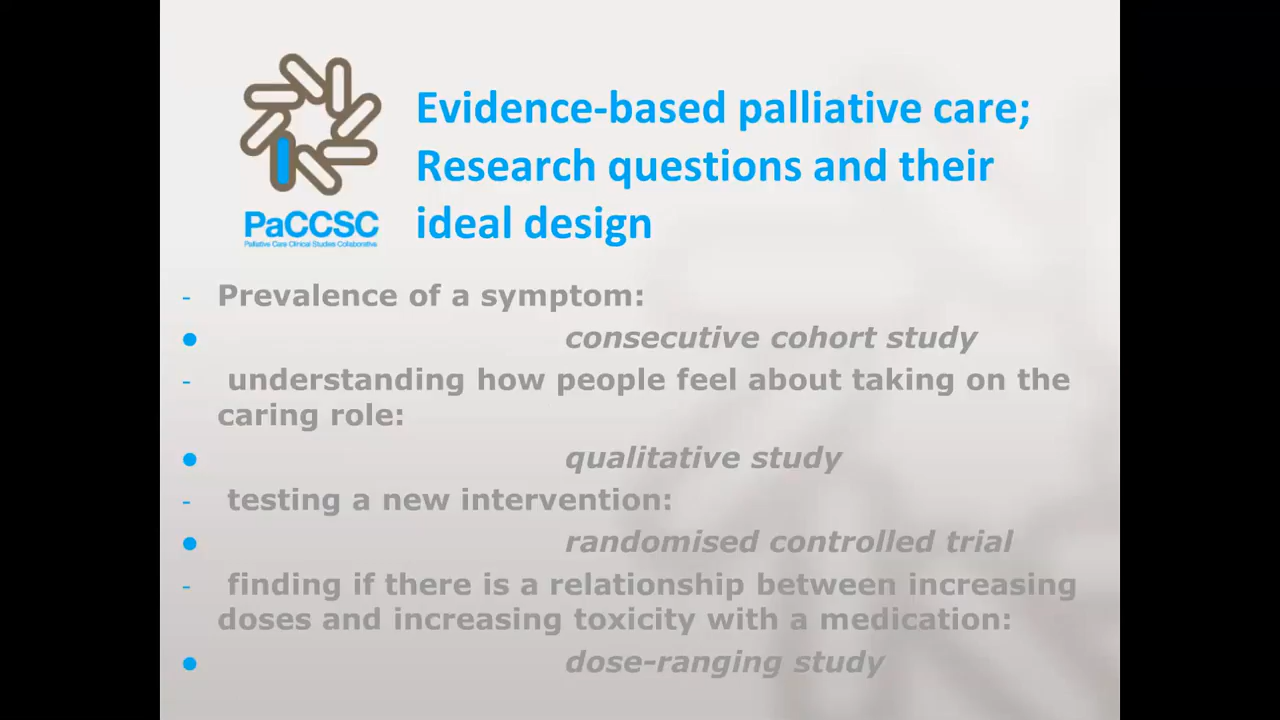 Evidence-based palliative care;
Research questions and their
ideal design
PaCCSC
Palliative Care Clinical Studies Collaborative
- Prevalence of a symptom:
● consecutive cohort study
- understanding how people feel about taking on the
caring role:
● qualitative study
- testing a new intervention:
● randomised controlled trial
- finding if there is a relationship between increasing
doses and increasing toxicity with a medication:
● dose-ranging study